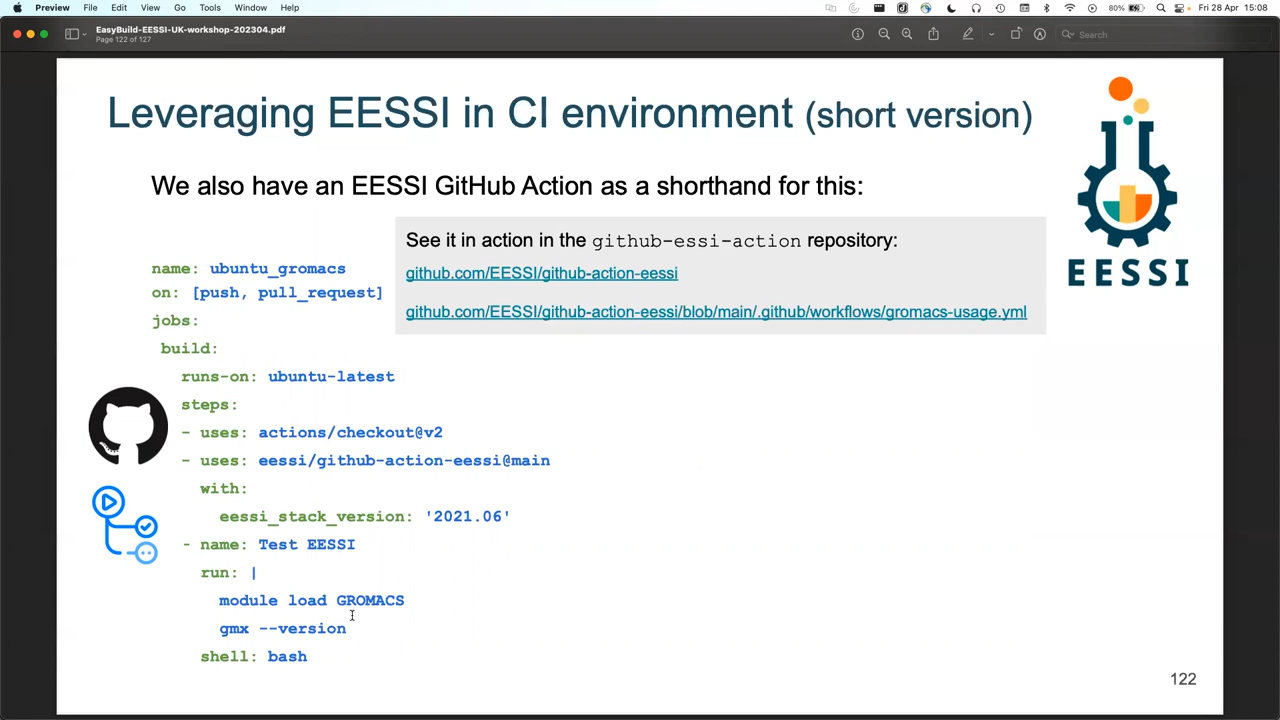 Preview File Edit View Go Tools Window Help 80% Fri 28 Apr 15:08
EasyBuild-EESSI-UK-workshop-202304.pdf
Page 122 of 127
Search
Leveraging EESSI in CI environment (short version)
We also have an EESSI GitHub Action as a shorthand for this:
See it in action in the github-essi-action repository:
github.com/EESSI/github-action-eessi
github.com/EESSI/github-action-eessi/blob/main/.github/workflows/gromacs-usage.yml
EESSI
name: ubuntu_gromacs
on: [push, pull_request]
jobs:
build:
runs-on: ubuntu-latest
steps:
- uses: actions/checkout@v2
- uses: eessi/github-action-eessi@main
with:
eessi_stack_version: '2021.06'
- name: Test EESSI
run: |
module load GROMACS
gmx --version
shell: bash
122